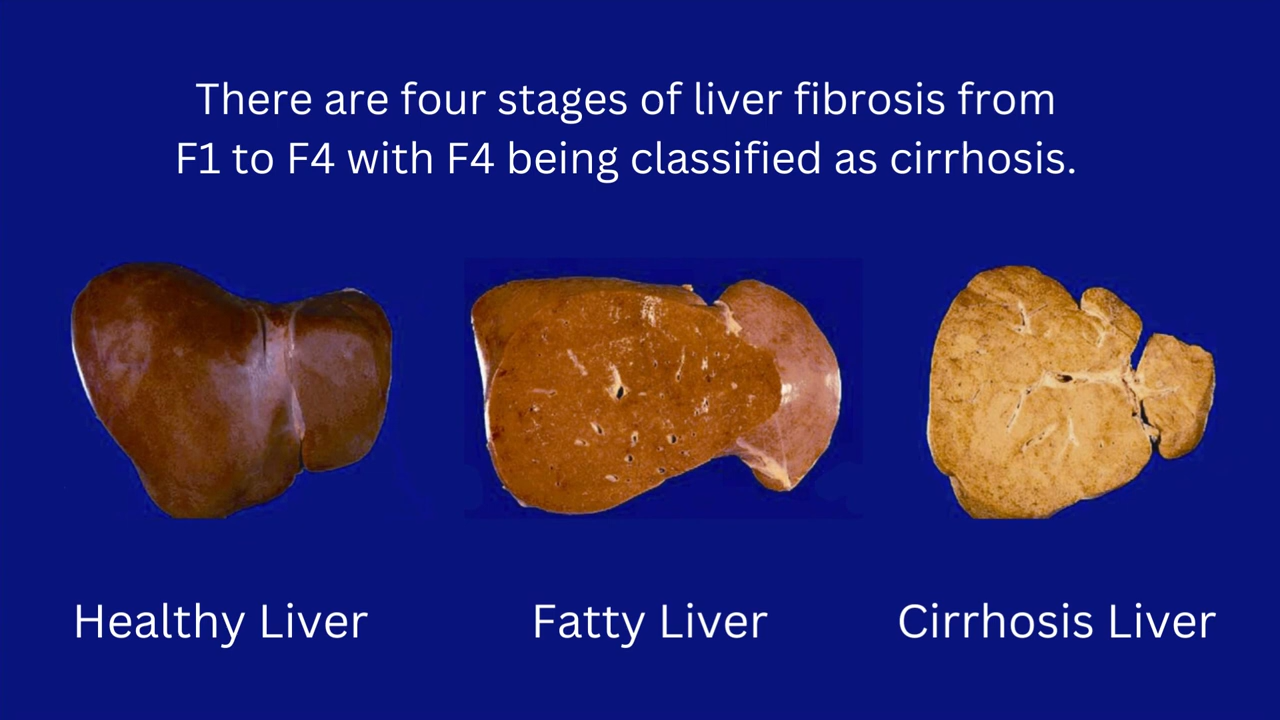 There are four stages of liver fibrosis from
F1 to F4 with F4 being classified as cirrhosis.
Healthy Liver
Fatty Liver
Cirrhosis Liver